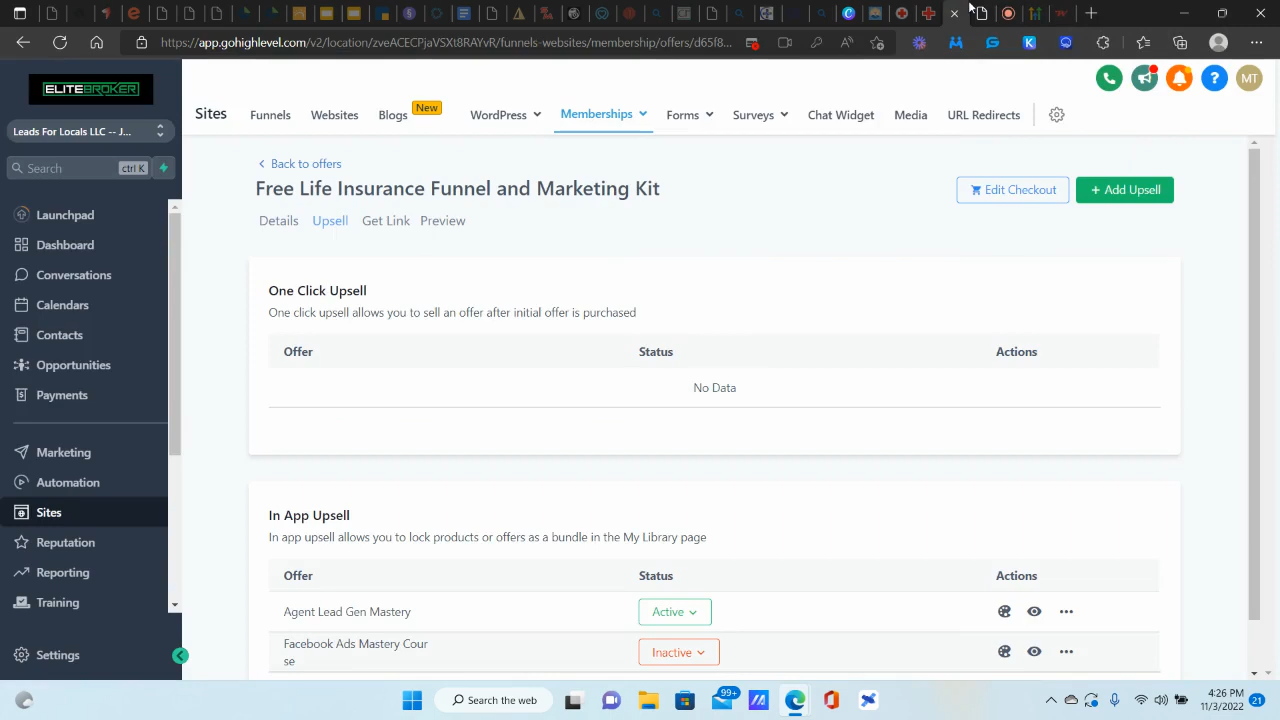 https://app.gohighlevel.com/v2/location/zveACECPjaVSXt8RAYvR/funnels-websites/membership/offers/d65f8...
ELITEBROKER
Leads For Locals LLC -- J...
Search
ctrl K
Launchpad
Dashboard
Conversations
Calendars
Contacts
Opportunities
Payments
Marketing
Automation
Sites
Reputation
Reporting
Training
Settings
MT
Sites
Funnels
Websites
Blogs
New
WordPress
Memberships
Forms
Surveys
Chat Widget
Media
URL Redirects
Back to offers
Free Life Insurance Funnel and Marketing Kit
Edit Checkout
+ Add Upsell
Details
Upsell
Get Link
Preview
One Click Upsell
One click upsell allows you to sell an offer after initial offer is purchased
Offer Status Actions
No Data
In App Upsell
In app upsell allows you to lock products or offers as a bundle in the My Library page
Offer Status Actions
Agent Lead Gen Mastery Active
Facebook Ads Mastery Cour
se
Inactive
Search the web
99+
4:26 PM
11/3/2022
21